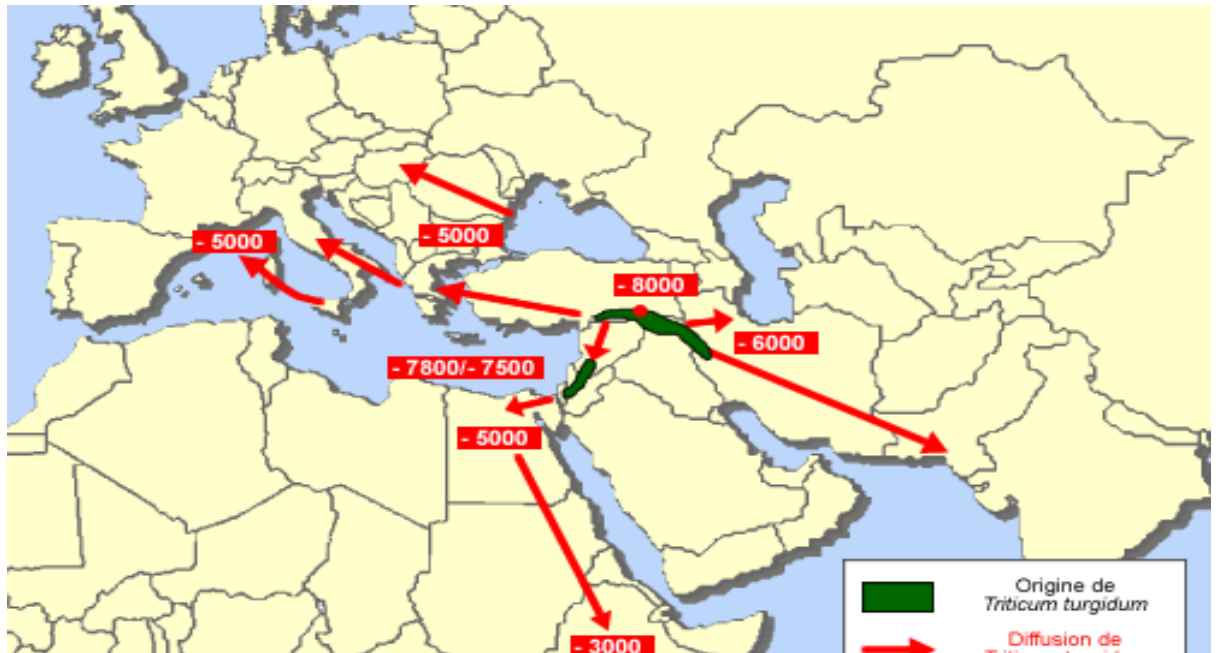 - 5000
- 5000
- 8000
- 6000
- 7800/- 7500
- 5000
- 3000
Origine de
Triticum turgidum
Diffusion de